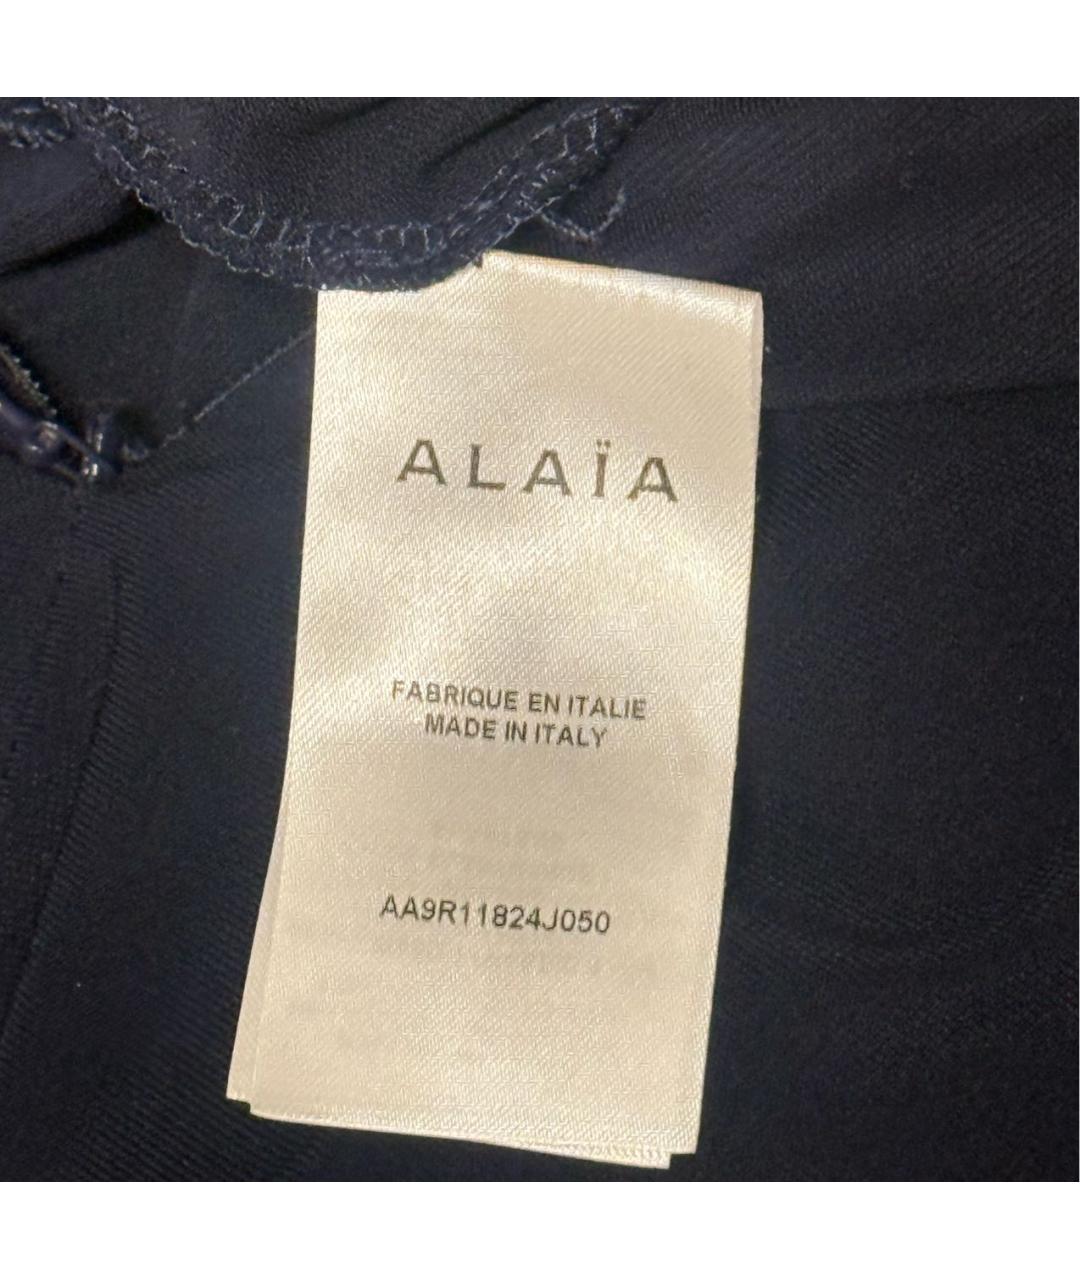 ALAÏA
FABRIQUE EN ITALIE
MADE IN ITALY
AA9R11824J050